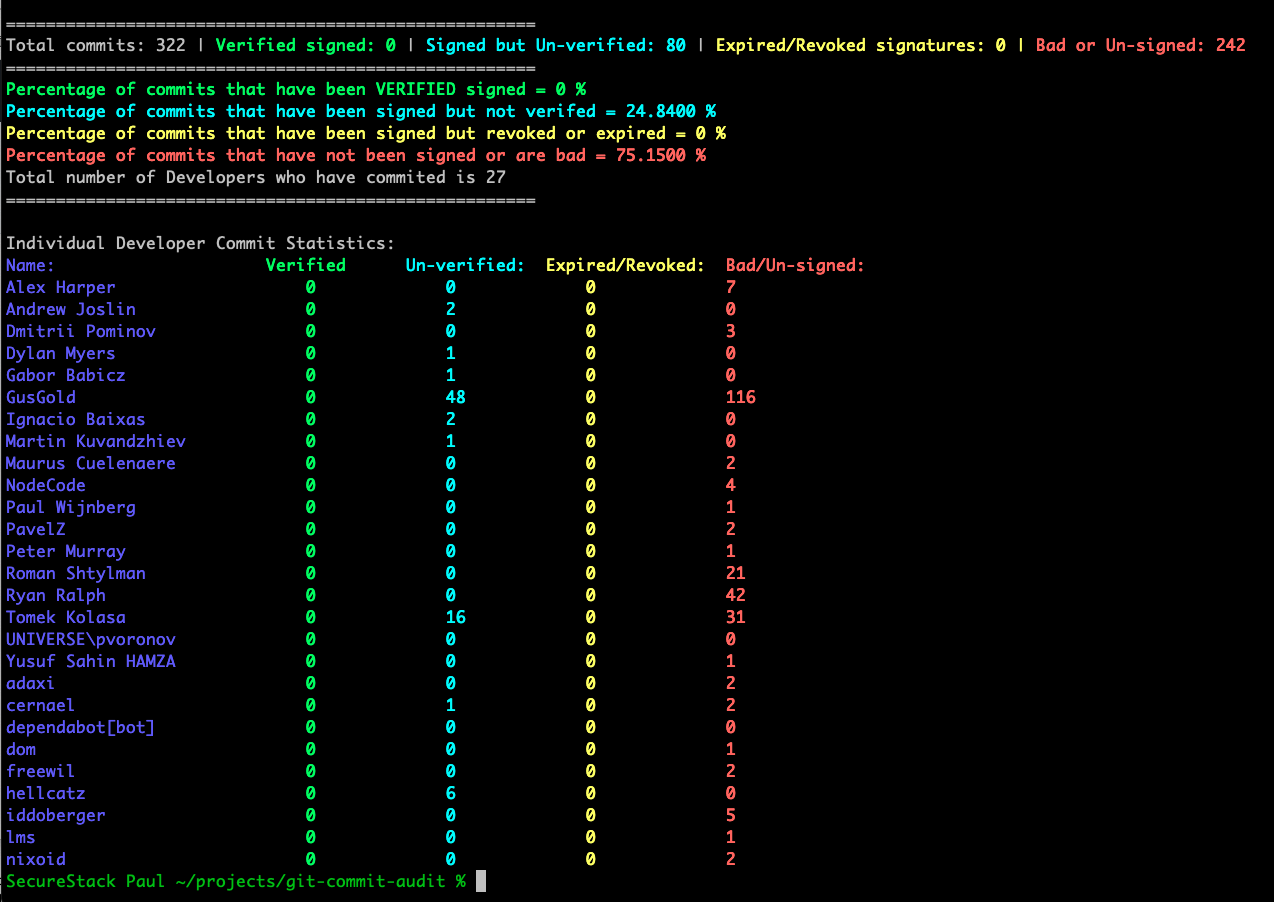 =====================================================
Total commits: 322 | Verified signed: 0 | Signed but Un-verified: 80 | Expired/Revoked signatures: 0 | Bad or Un-signed: 242
=====================================================
Percentage of commits that have been VERIFIED signed = 0 %
Percentage of commits that have been signed but not verifed = 24.8400 %
Percentage of commits that have been signed but revoked or expired = 0 %
Percentage of commits that have not been signed or are bad = 75.1500 %
Total number of Developers who have commited is 27
=====================================================
Individual Developer Commit Statistics:
Name: Verified Un-verified: Expired/Revoked: Bad/Un-signed:
Alex Harper 0 0 0 7
Andrew Joslin 0 2 0 0
Dmitrii Pominov 0 0 0 3
Dylan Myers 0 1 0 0
Gabor Babicz 0 1 0 0
GusGold 0 48 0 116
Ignacio Baixas 0 2 0 0
Martin Kuvandzhiev 0 1 0 0
Maurus Cuelenaere 0 0 0 2
NodeCode 0 0 0 4
Paul Wijnberg 0 0 0 1
PavelZ 0 0 0 2
Peter Murray 0 0 0 1
Roman Shtylman 0 0 0 21
Ryan Ralph 0 0 0 42
Tomek Kolasa 0 16 0 31
UNIVERSE\pvoronov 0 0 0 0
Yusuf Sahin HAMZA 0 0 0 1
adaxi 0 0 0 2
cernael 0 1 0 2
dependabot[bot] 0 0 0 0
dom 0 0 0 1
freewil 0 0 0 2
hellcatz 0 6 0 0
iddoberger 0 0 0 5
lms 0 0 0 1
nixoid 0 0 0 2
SecureStack Paul ~/projects/git-commit-audit %